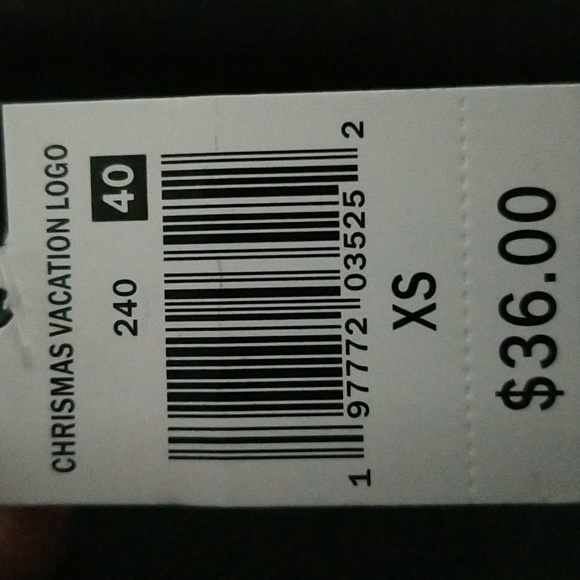 CHRISMAS VACATION LOGO
240 40
1 97772 03525 2
XS
$36.00